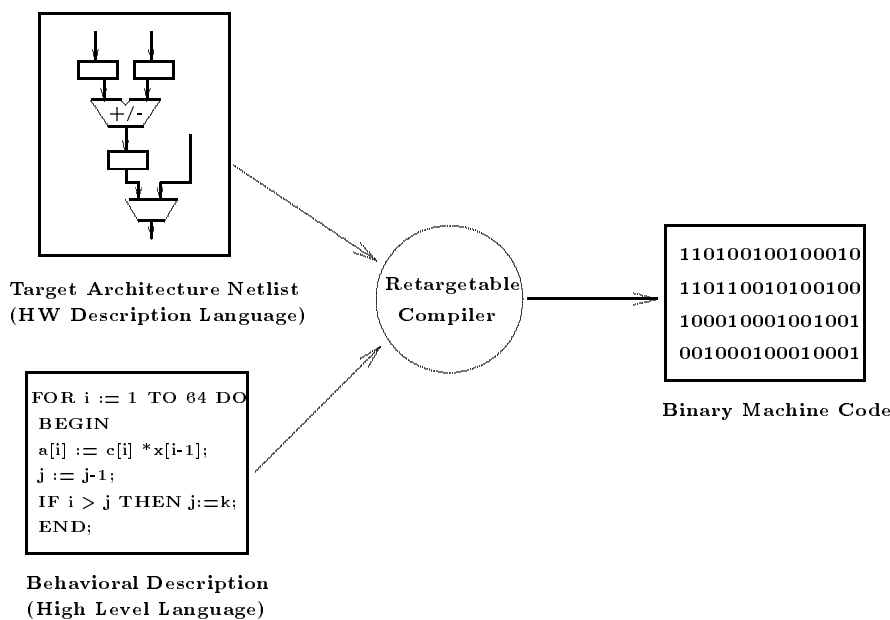 +/-
Target Architecture Netlist
(HW Description Language)
FOR i := 1 TO 64 DO
BEGIN
a[i] := c[i] *x[i-1];
j := j-1;
IF i > j THEN j:=k;
END;
Behavioral Description
(High Level Language)
Retargetable
Compiler
110100100100010
110110010100100
100010001001001
001000100010001
Binary Machine Code